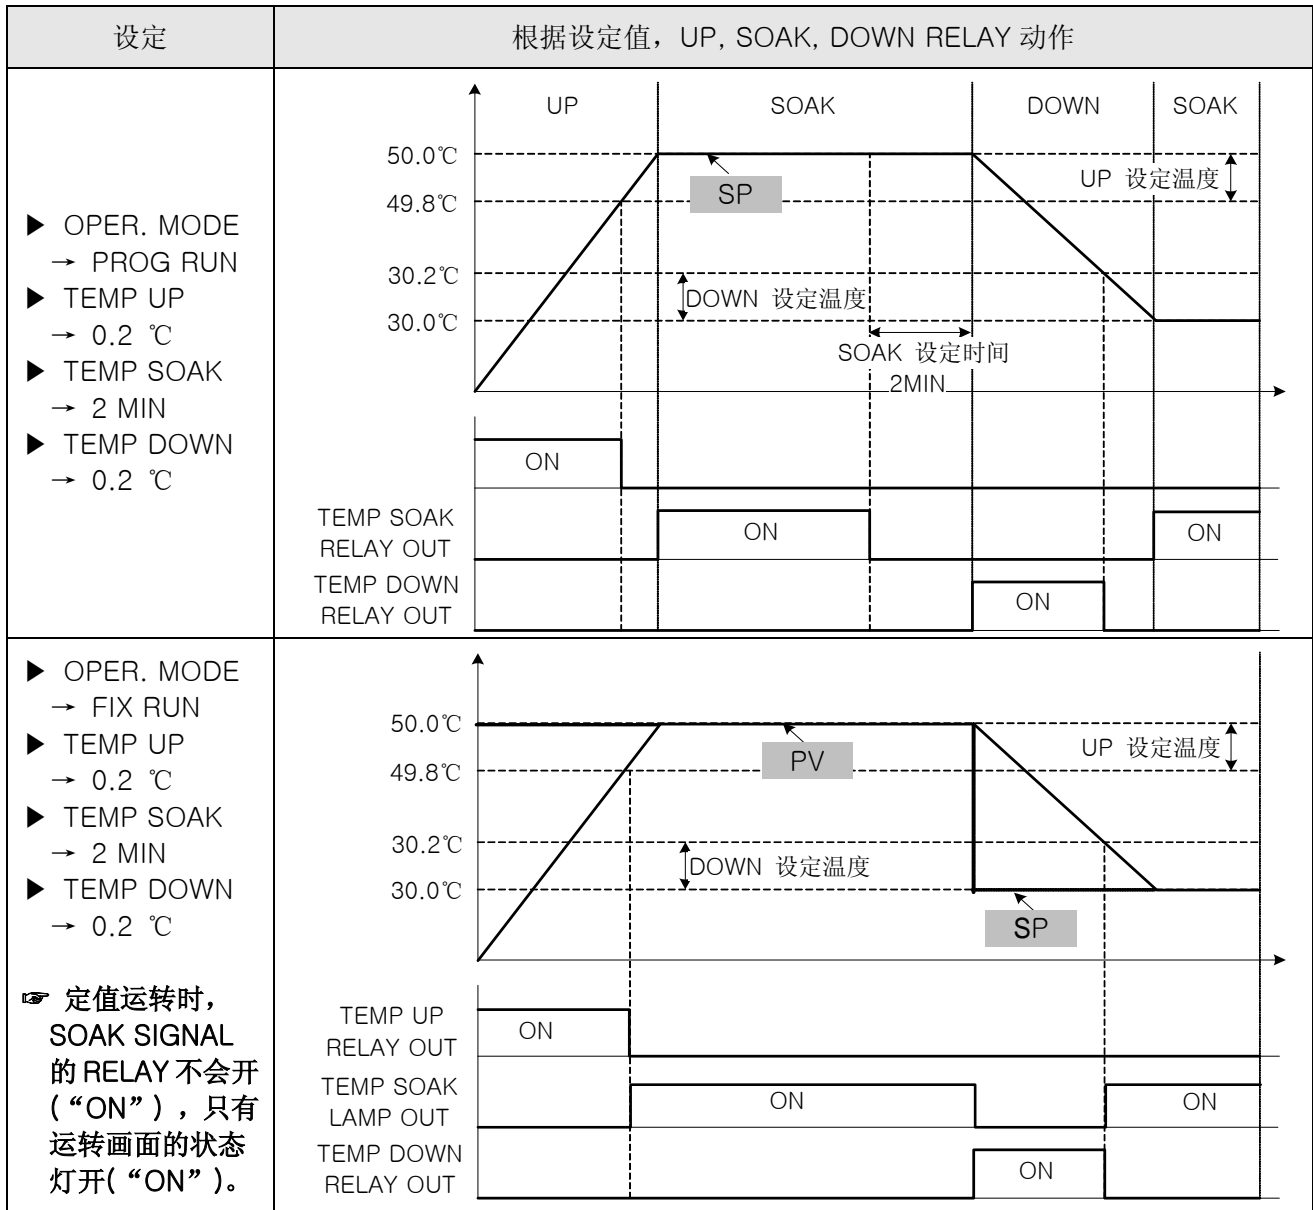 设定
根据设定值，UP, SOAK, DOWN RELAY 动作
▶ OPER. MODE
→ PROG RUN
▶ TEMP UP
→ 0.2 ℃
▶ TEMP SOAK
→ 2 MIN
▶ TEMP DOWN
→ 0.2 ℃
UP
SOAK
DOWN
SOAK
50.0℃
UP 设定温度
SP
49.8℃
30.2℃
DOWN 设定温度
30.0℃
SOAK 设定时间
2MIN
ON
TEMP SOAK
RELAY OUT
ON
ON
TEMP DOWN
RELAY OUT
ON
▶ OPER. MODE
→ FIX RUN
▶ TEMP UP
→ 0.2 ℃
▶ TEMP SOAK
→ 2 MIN
▶ TEMP DOWN
→ 0.2 ℃
☞ 定值运转时，
SOAK SIGNAL
的 RELAY 不会开
(“ON”)，只有
运转画面的状态
灯开(“ON”)。
50.0℃
UP 设定温度
PV
49.8℃
30.2℃
DOWN 设定温度
30.0℃
SP
TEMP UP
RELAY OUT
ON
TEMP SOAK
LAMP OUT
ON
ON
TEMP DOWN
RELAY OUT
ON